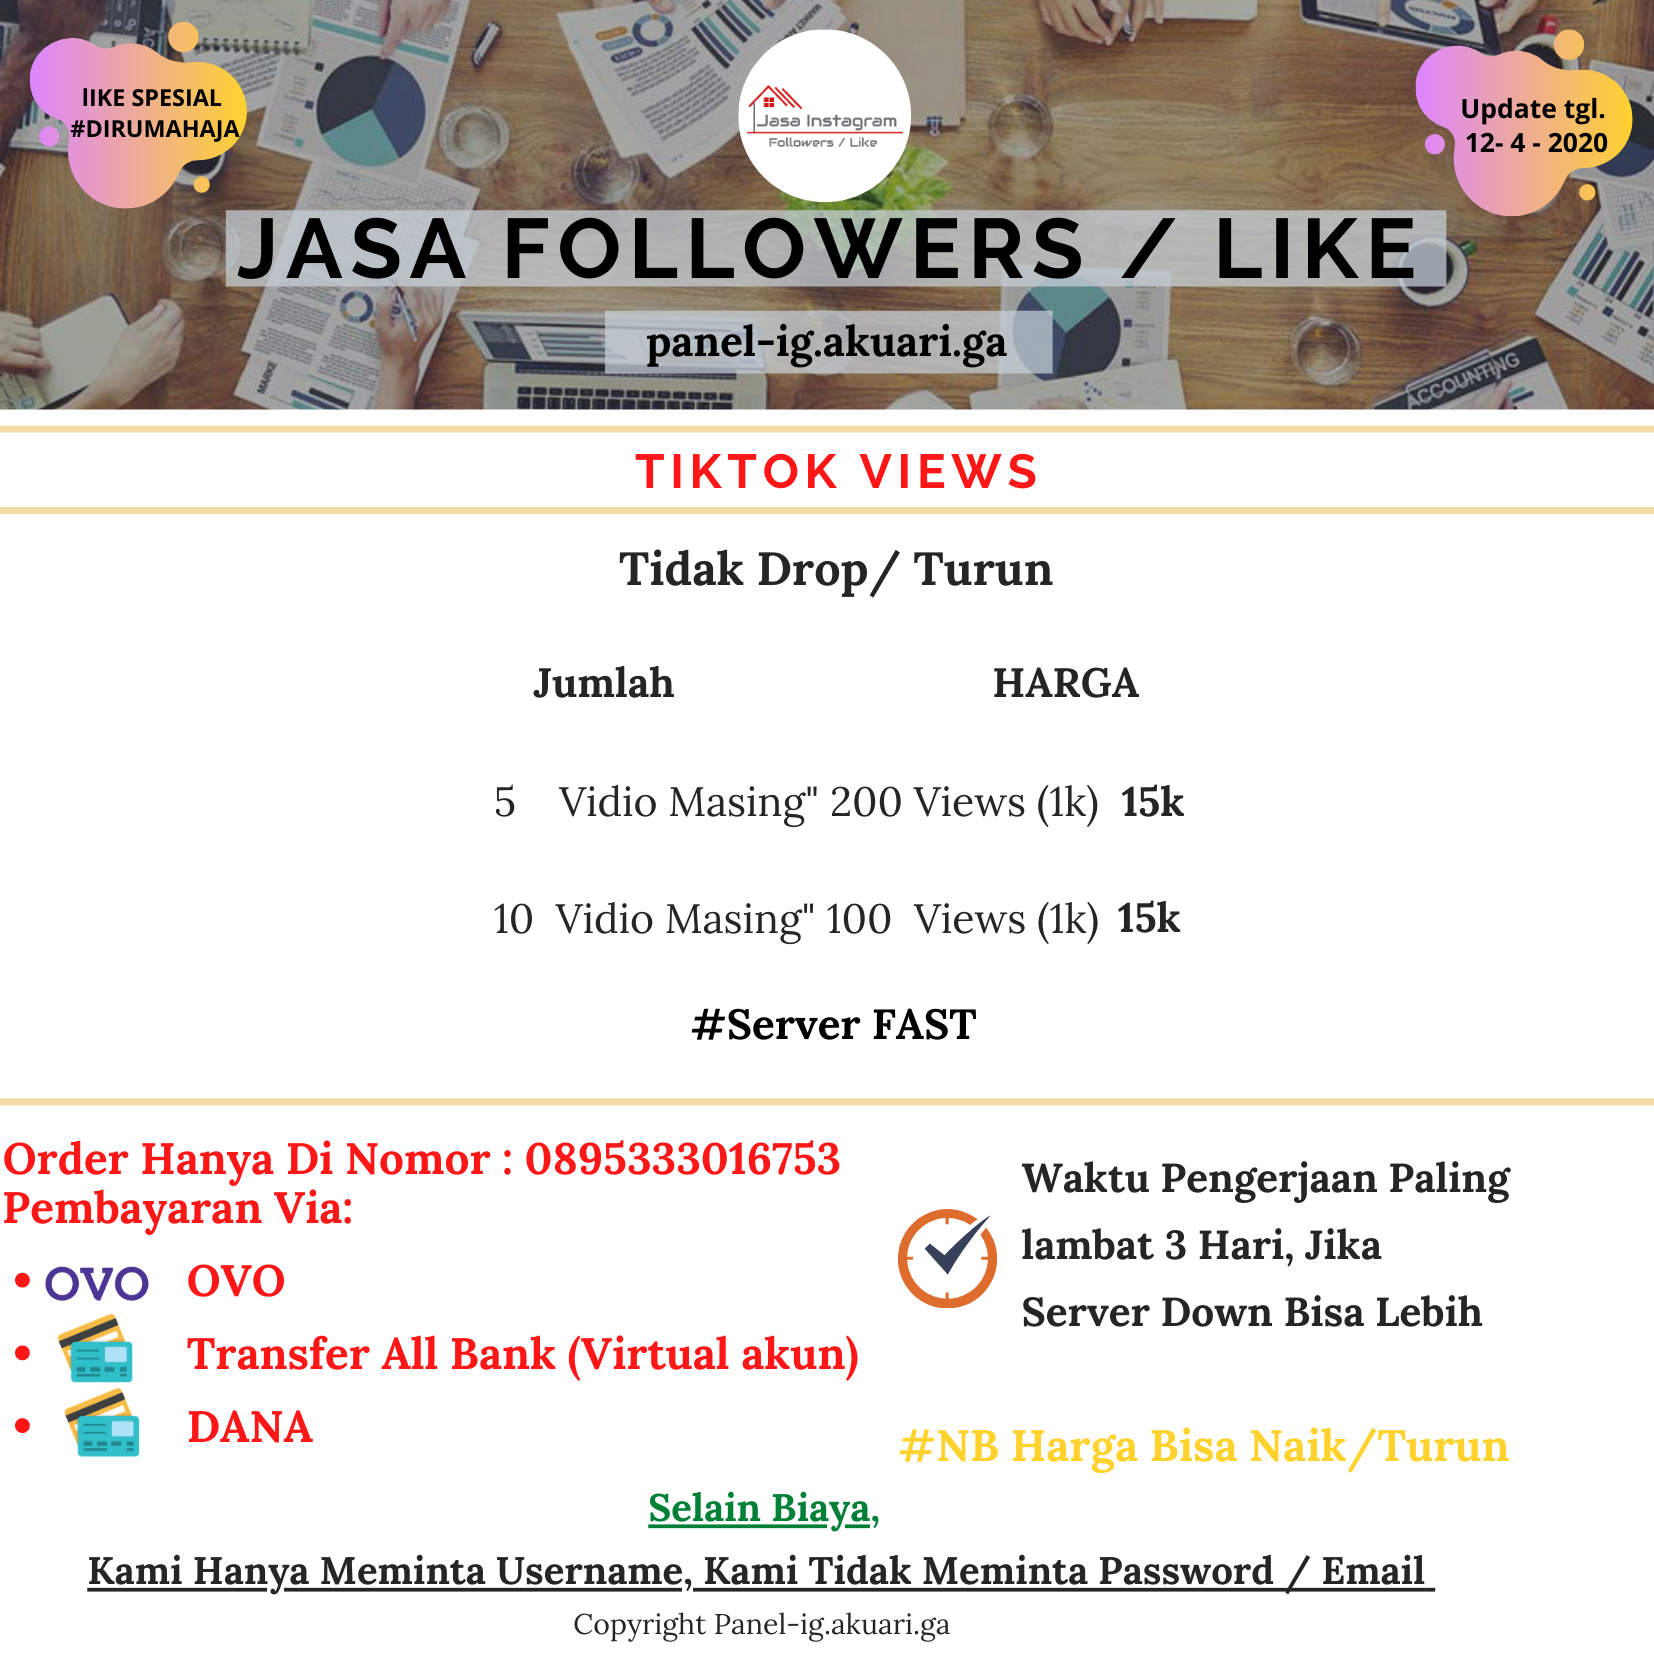 lIKE SPESIAL
#DIRUMAHAJA
Jasa Instagram
Followers / Like
Update tgl.
12- 4 - 2020
JASA FOLLOWERS / LIKE
panel-ig.akuari.ga
MARKE
ACCOUNTING
TIKTOK VIEWS
Tidak Drop/ Turun
Jumlah HARGA
5 Vidio Masing" 200 Views (1k) 15k
10 Vidio Masing" 100 Views (1k) 15k
#Server FAST
Order Hanya Di Nomor : 0895333016753
Pembayaran Via:
• OVO OVO
• Transfer All Bank (Virtual akun)
• DANA
Waktu Pengerjaan Paling
lambat 3 Hari, Jika
Server Down Bisa Lebih
#NB Harga Bisa Naik/Turun
Selain Biaya,
Kami Hanya Meminta Username, Kami Tidak Meminta Password / Email
Copyright Panel-ig.akuari.ga